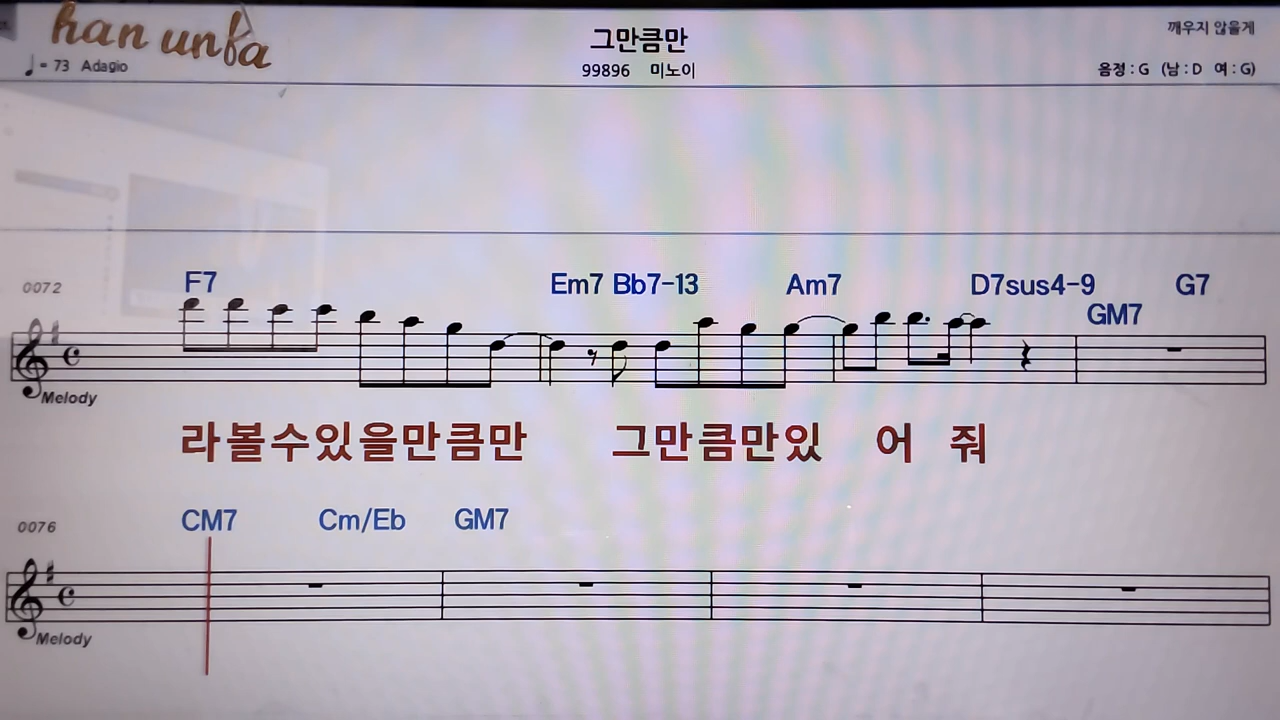 han unfa
그만큼만
깨우지 않을게
♩ = 73 Adagio
99896 미노이
음정 : G (남 : D 여 : G)
0072
F7 Em7 Bb7-13 Am7 D7sus4-9 G7
GM7
Melody
라볼수있을만큼만 그만큼만있 어 줘
0076
CM7 Cm/Eb GM7
Melody